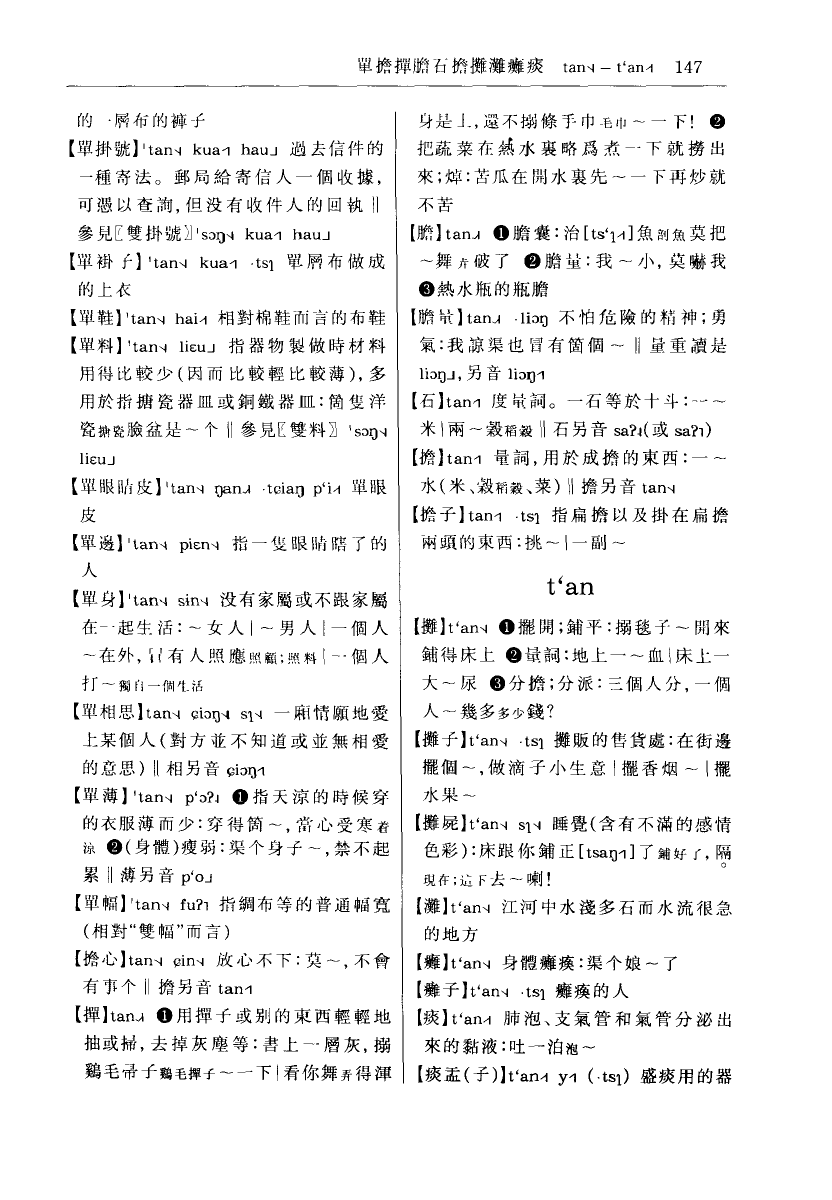 單擔撣膽石擔攤灘癱痰 tan˧˩ – t‘an˧˥ 147
的一層布的褲子
【單掛號】ˈtan˧˩ kua˧˥ hau˩ 過去信件的
一種寄法。郵局給寄信人一個收據,
可憑以查詢,但没有收件人的回執 ‖
參見〖雙掛號〗ˈsɔŋ˧˩ kua˧˥ hau˩
【單褂子】ˈtan˧˩ kua˧˥ ·tsɿ 單層布做成
的上衣
【單鞋】ˈtan˧˩ hai˧˥ 相對棉鞋而言的布鞋
【單料】ˈtan˧˩ liɛu˩ 指器物製做時材料
用得比較少(因而比較輕比較薄),多
用於指搪瓷器皿或銅鐵器皿:箇隻洋
瓷搪瓷臉盆是~个 ‖ 參見〖雙料〗ˈsɔŋ˧˩
liɛu˩
【單眼睛皮】ˈtan˧˩ ŋan˩˧ ·tɕiaŋ p‘i˧˥ 單眼
皮
【單邊】ˈtan˧˩ piɛn˧˩ 指一隻眼睛瞎了的
人
【單身】ˈtan˧˩ sin˧˩ 没有家屬或不跟家屬
在一起生活:~女人|~男人|一個人
~在外,冇有人照應照顧;照料|一個人
打~獨自一個生活
【單相思】tan˧˩ ɕiɔŋ˧˩ sɿ˧˩ 一厢情願地愛
上某個人(對方並不知道或並無相愛
的意思)‖ 相另音 ɕiɔŋ˧˥
【單薄】ˈtan˧˩ p‘ɔʔ˩ ❶指天涼的時候穿
的衣服薄而少:穿得箇~,當心受寒着
涼 ❷(身體)瘦弱:渠个身子~,禁不起
累 ‖ 薄另音 p‘o˩
【單幅】ˈtan˧˩ fuʔ˥ 指綢布等的普通幅寬
(相對“雙幅”而言)
【擔心】tan˧˩ ɕin˧˩ 放心不下:莫~,不會
有事个 ‖ 擔另音 tan˧˥
【撣】tan˩˧ ❶用撣子或别的東西輕輕地
抽或掃,去掉灰塵等:書上一層灰,搦
鷄毛帚子鷄毛撣子~一下|看你舞弄得渾
身是土,還不搦條手巾毛巾~一下! ❷
把蔬菜在熱水裏略爲煮一下就撈出
來;焯:苦瓜在開水裏先~一下再炒就
不苦
【膽】tan˩˧ ❶膽囊:治[ts‘ɿ˧˥]魚剖魚莫把
~舞弄破了 ❷膽量:我~小,莫嚇我
❸熱水瓶的瓶膽
【膽量】tan˩˧ ·liɔŋ 不怕危險的精神;勇
氣:我諒渠也冒有箇個~ ‖ 量重讀是
liɔŋ˩,另音 liɔŋ˧˥
【石】tan˧˥ 度量詞。一石等於十斗:一~
米|兩~穀稻穀 ‖ 石另音 saʔ˩(或 saʔ˥)
【擔】tan˧˥ 量詞,用於成擔的東西:一~
水(米、穀稻穀、菜)‖ 擔另音 tan˧˩
【擔子】tan˧˥ ·tsɿ 指扁擔以及掛在扁擔
兩頭的東西:挑~|一副~
t‘an
【攤】t‘an˧˩ ❶擺開;鋪平:搦毯子~開來
鋪得床上 ❷量詞:地上一~血|床上一
大~尿 ❸分擔;分派:三個人分,一個
人~幾多多少錢?
【攤子】t‘an˧˩ ·tsɿ 攤販的售貨處:在街邊
擺個~,做滴子小生意|擺香烟~|擺
水果~
【攤屍】t‘an˧˩ sɿ˧˩ 睡覺(含有不滿的感情
色彩):床跟你鋪正[tsaŋ˧˥]了鋪好了,隔
現在;這下去~喇!
【灘】t‘an˧˩ 江河中水淺多石而水流很急
的地方
【癱】t‘an˧˩ 身體癱瘓:渠个娘~了
【癱子】t‘an˧˩ ·tsɿ 癱瘓的人
【痰】t‘an˧˥ 肺泡、支氣管和氣管分泌出
來的黏液:吐一泊泡~
【痰盂(子)】t‘an˧˥ y˧˥ (·tsɿ) 盛痰用的器